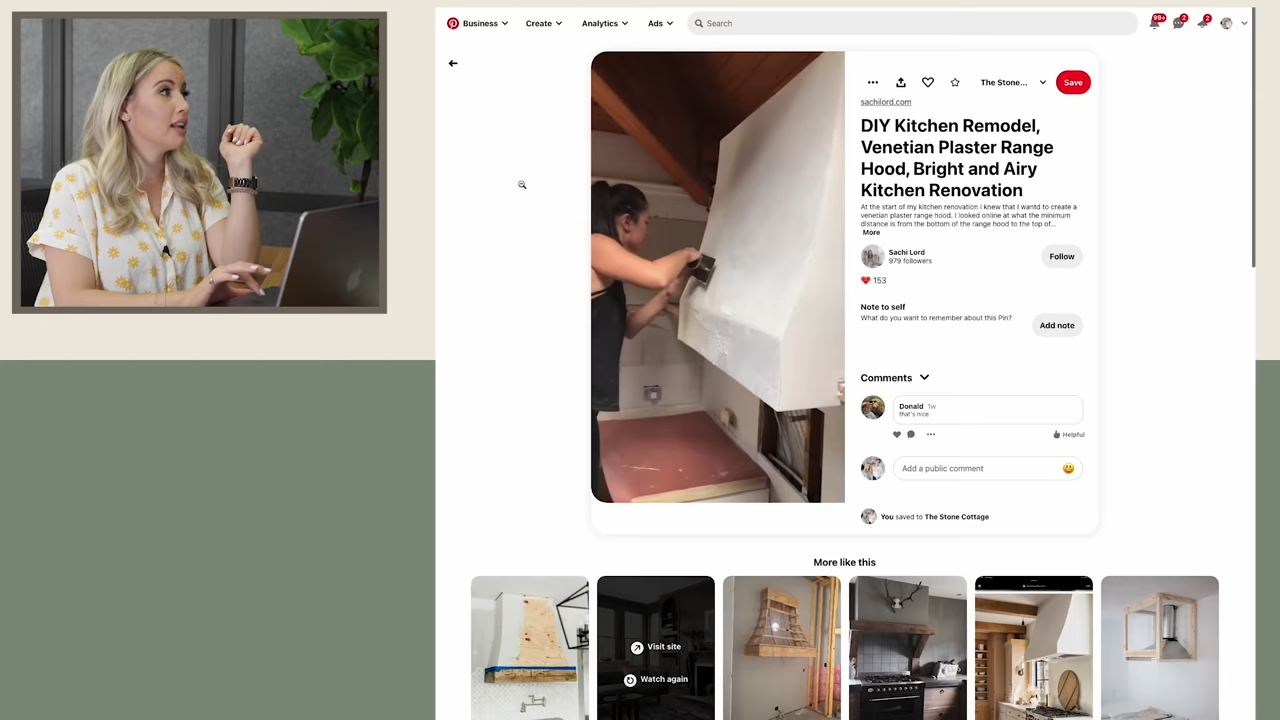 Business
Create
Analytics
Ads
Search
99+
2
2
The Stone...
Save
sachilord.com
DIY Kitchen Remodel,
Venetian Plaster Range
Hood, Bright and Airy
Kitchen Renovation
At the start of my kitchen renovation I knew that I wantd to create a
venetian plaster range hood. I looked online at what the minimum
distance is from the bottom of the range hood to the top of...
More
Sachi Lord
979 followers
Follow
153
Note to self
What do you want to remember about this Pin?
Add note
Comments
Donald 1w
that's nice
Helpful
Add a public comment
You saved to The Stone Cottage
More like this
Visit site
Watch again